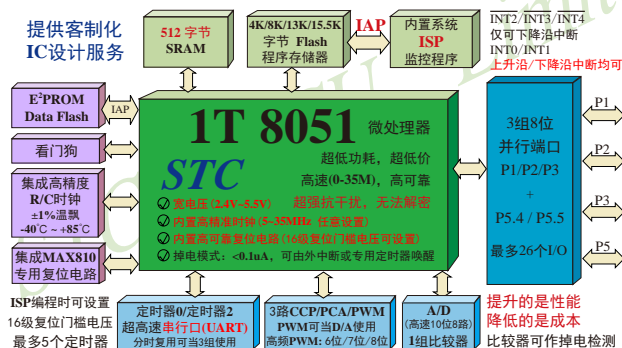 提供客制化
IC设计服务
512 字节
SRAM
4K/8K/13K/15.5K
字节 Flash
程序存储器
IAP
内置系统
ISP
监控程序
INT2/INT3/INT4
仅可下降沿中断
INT0/INT1
上升沿/下降沿中断均可
E²PROM
Data Flash
IAP
看门狗
集成高精度
R/C时钟
±1%温飘
-40℃ ~ +85℃
集成MAX810
专用复位电路
1T 8051 微处理器
STC
超低功耗，超低价
高速(0-35M)，高可靠
宽电压(2.4V~5.5V) 超强抗干扰，无法解密
内置高精准时钟(5~35MHz 任意设置)
内置高可靠复位电路(16级复位门槛电压可设置)
掉电模式：<0.1uA，可由外中断或专用定时器唤醒
3组8位
并行端口
P1/P2/P3
+
P5.4 / P5.5
最多26个I/O
P1
P2
P3
P5
ISP编程时可设置
16级复位门槛电压
最多5个定时器
定时器0/定时器2
超高速串行口(UART)
分时复用可当3组使用
3路CCP/PCA/PWM
PWM可当D/A使用
高频PWM: 6位/7位/8位
A/D
(高速10位8路)
1组比较器
提升的是性能
降低的是成本
比较器可作掉电检测